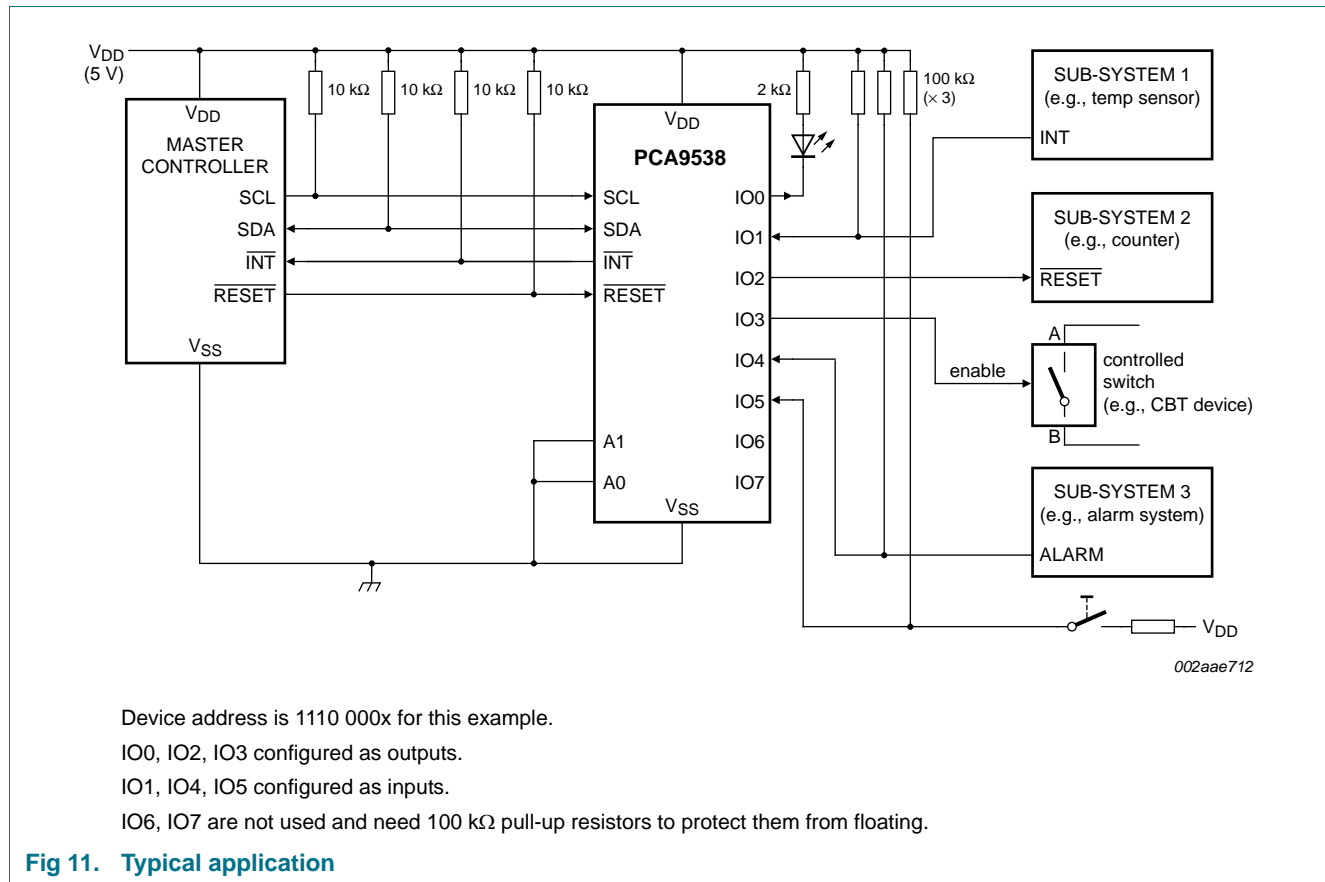 VDD
(5 V)
10 kΩ
10 kΩ
10 kΩ
10 kΩ
2 kΩ
100 kΩ
(× 3)
VDD
MASTER
CONTROLLER
SCL
SDA
INT
RESET
VSS
VDD
PCA9538
SCL
SDA
INT
RESET
A1
A0
VSS
IO0
IO1
IO2
IO3
IO4
IO5
IO6
IO7
SUB-SYSTEM 1
(e.g., temp sensor)
INT
SUB-SYSTEM 2
(e.g., counter)
RESET
A
enable
controlled
switch
(e.g., CBT device)
B
SUB-SYSTEM 3
(e.g., alarm system)
ALARM
VDD
002aae712
Device address is 1110 000x for this example.
IO0, IO2, IO3 configured as outputs.
IO1, IO4, IO5 configured as inputs.
IO6, IO7 are not used and need 100 kΩ pull-up resistors to protect them from floating.
Fig 11. Typical application